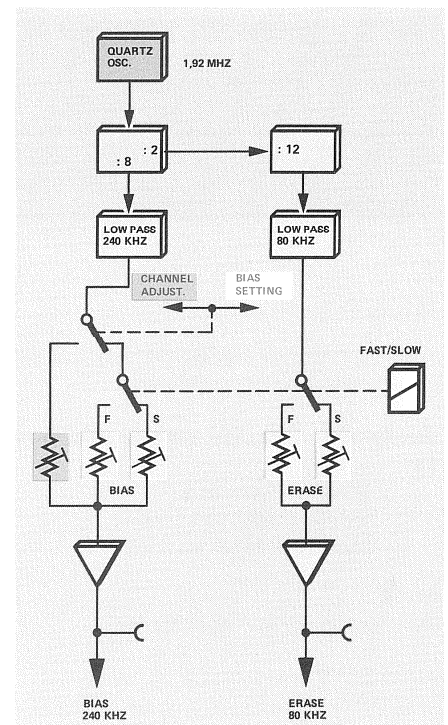 QUARTZ
OSC.
1,92 MHZ
: 2
: 8
: 12
LOW PASS
240 KHZ
LOW PASS
80 KHZ
CHANNEL
ADJUST.
BIAS
SETTING
FAST/SLOW
F
S
F
S
BIAS
ERASE
BIAS
240 KHZ
ERASE
80 KHZ